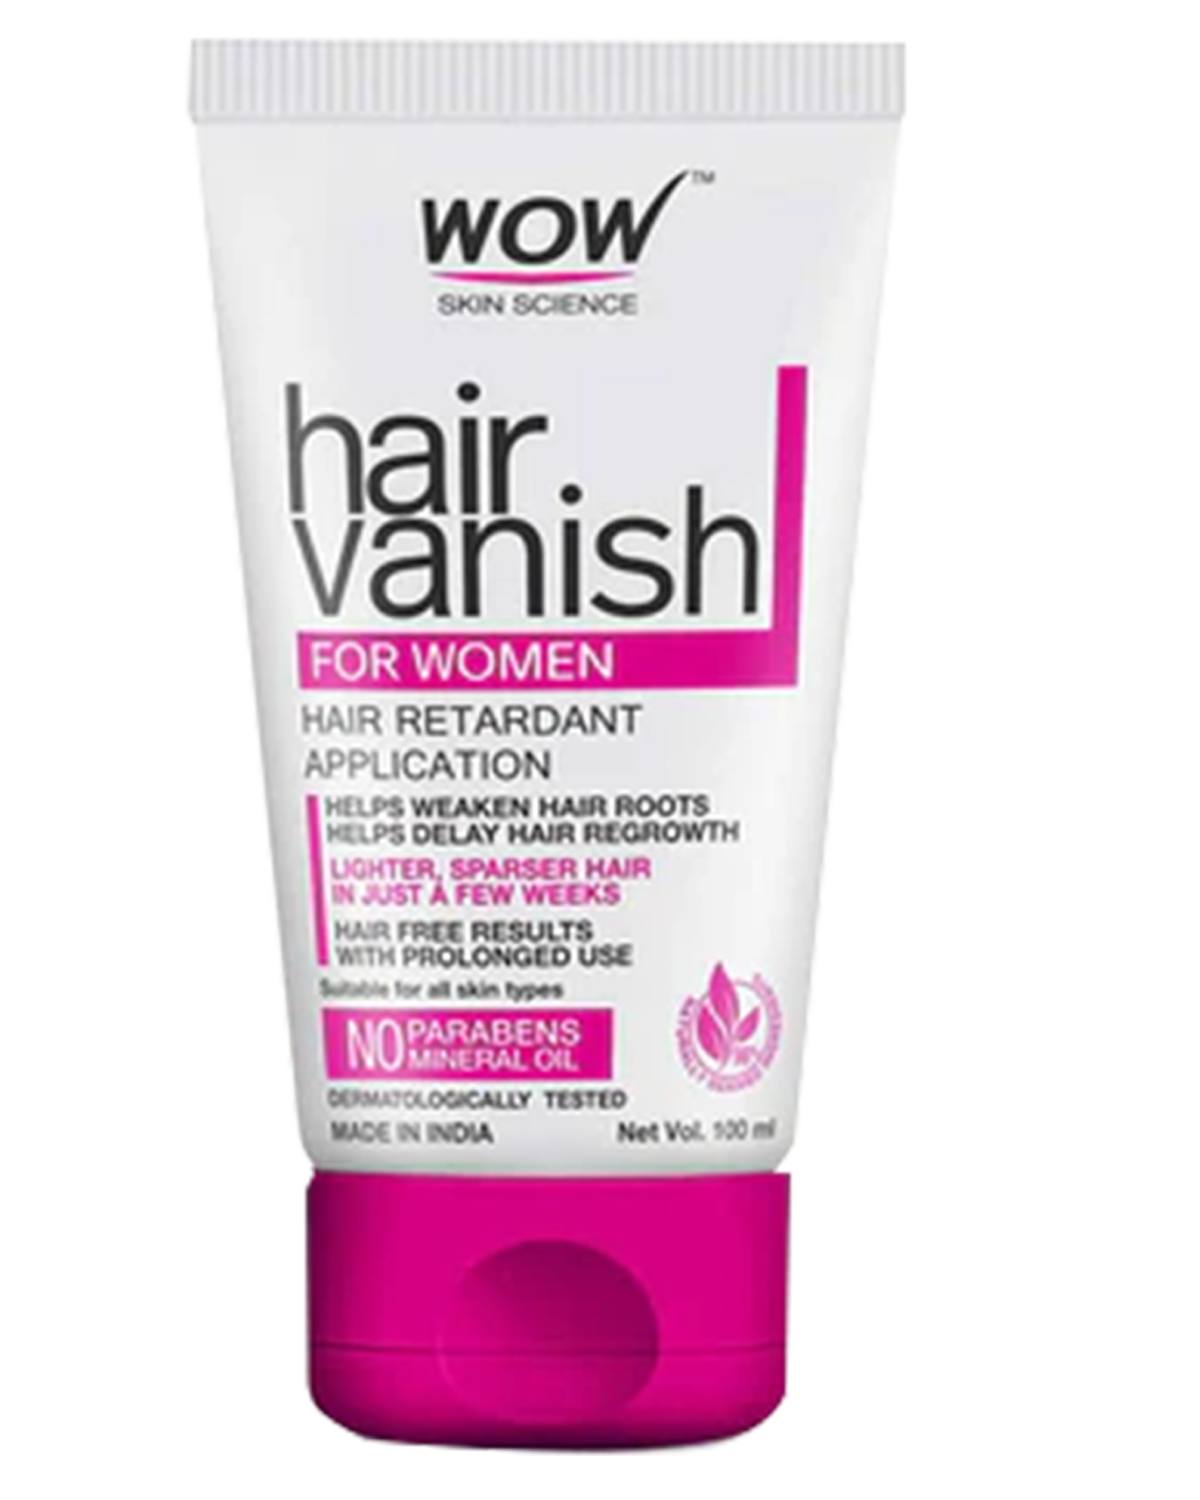 WOW™
SKIN SCIENCE
hair
vanish
FOR WOMEN
HAIR RETARDANT
APPLICATION
HELPS WEAKEN HAIR ROOTS
HELPS DELAY HAIR REGROWTH
LIGHTER, SPARSER HAIR
IN JUST A FEW WEEKS
HAIR FREE RESULTS
WITH PROLONGED USE
Suitable for all skin types
NO PARABENS
MINERAL OIL
DERMATOLOGICALLY TESTED
MADE IN INDIA
Net Vol. 100 ml